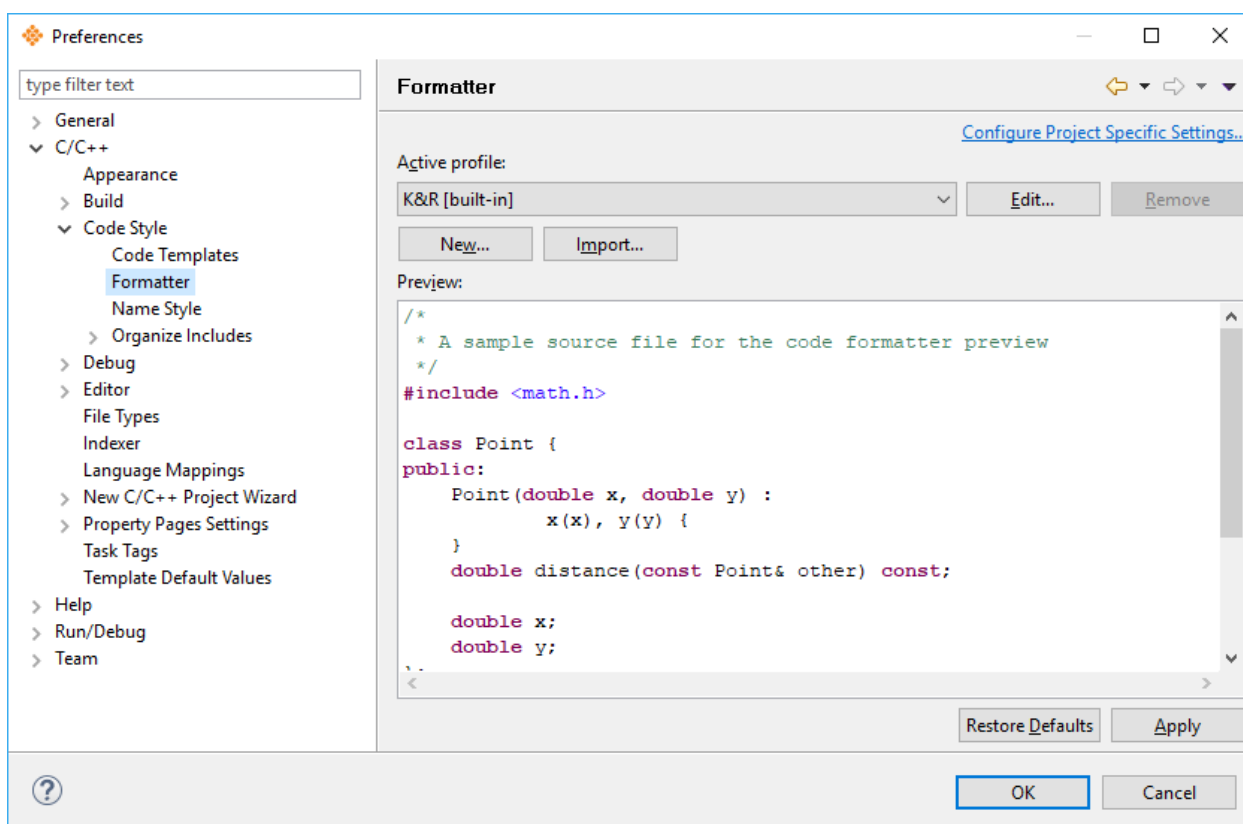 Preferences
type filter text
General
C/C++
Appearance
Build
Code Style
Code Templates
Formatter
Name Style
Organize Includes
Debug
Editor
File Types
Indexer
Language Mappings
New C/C++ Project Wizard
Property Pages Settings
Task Tags
Template Default Values
Help
Run/Debug
Team
Formatter
Configure Project Specific Settings...
Active profile:
K&R [built-in]
Edit...
Remove
New...
Import...
Preview:
/*
 * A sample source file for the code formatter preview
 */
#include <math.h>

class Point {
public:
    Point(double x, double y) :
            x(x), y(y) {
    }
    double distance(const Point& other) const;

    double x;
    double y;
};
Restore Defaults
Apply
OK
Cancel